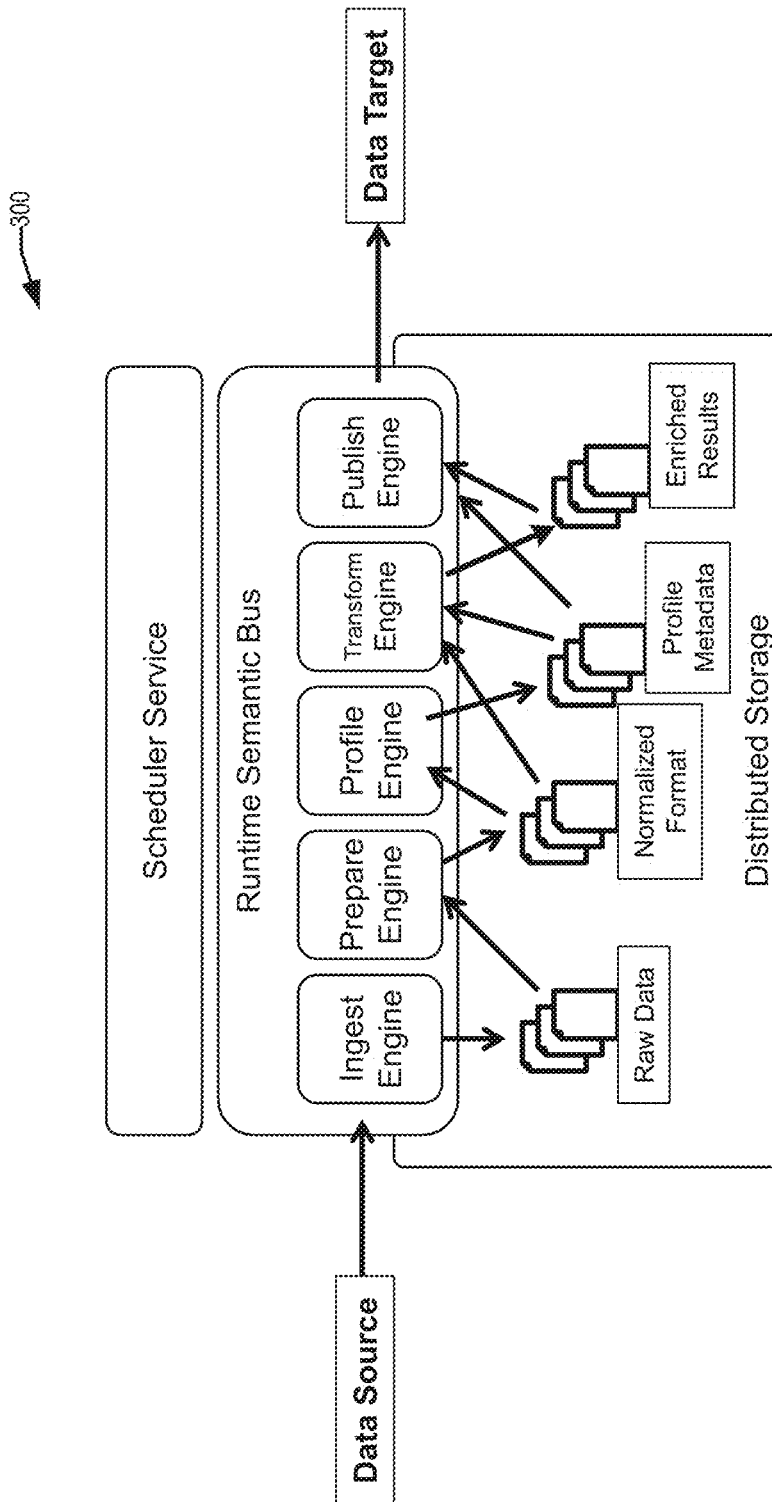 300
Scheduler Service
Runtime Semantic Bus
Ingest
Engine
Prepare
Engine
Profile
Engine
Transform
Engine
Publish
Engine
Data Source
Data Target
Raw Data
Normalized
Format
Profile
Metadata
Enriched
Results
Distributed Storage